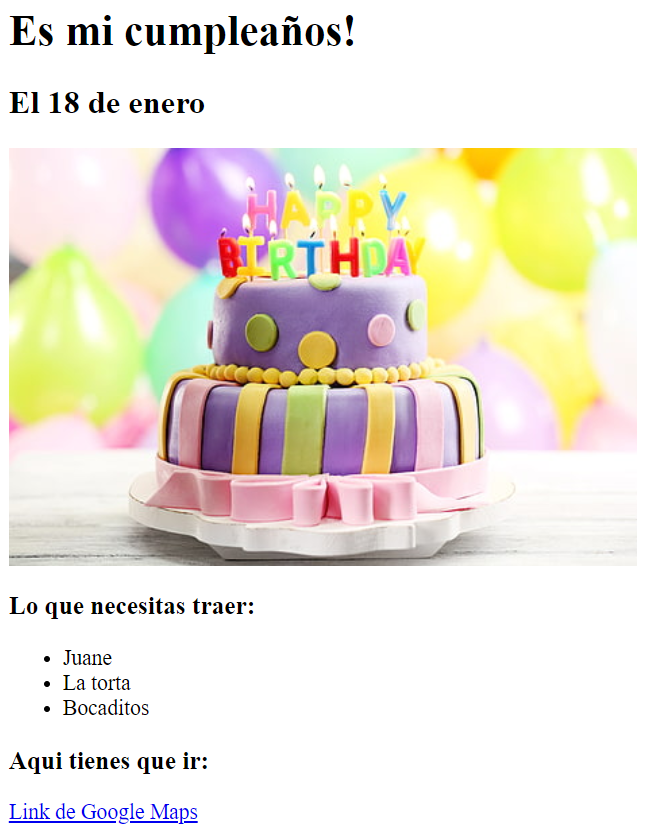 Es mi cumpleaños!
El 18 de enero
HAPPY
BIRTHDAY
Lo que necesitas traer:
Juane
La torta
Bocaditos
Aqui tienes que ir:
Link de Google Maps